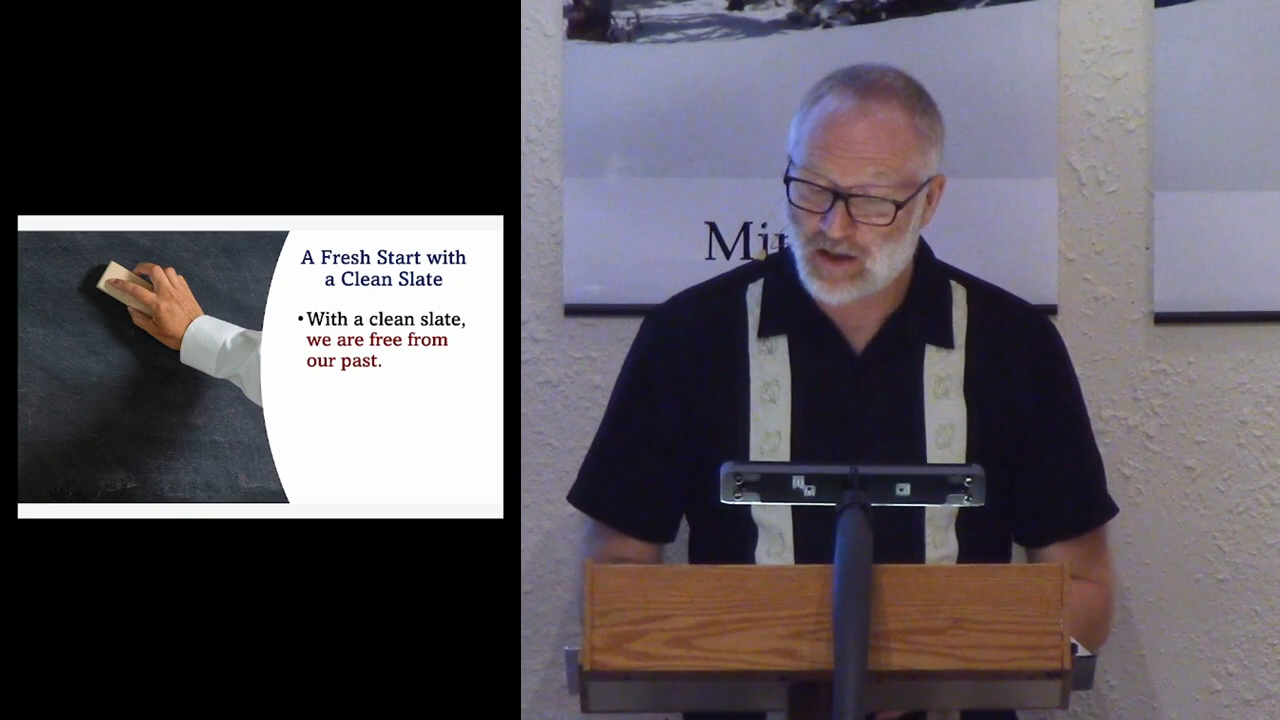 A Fresh Start with
a Clean Slate
• With a clean slate,
we are free from
our past.